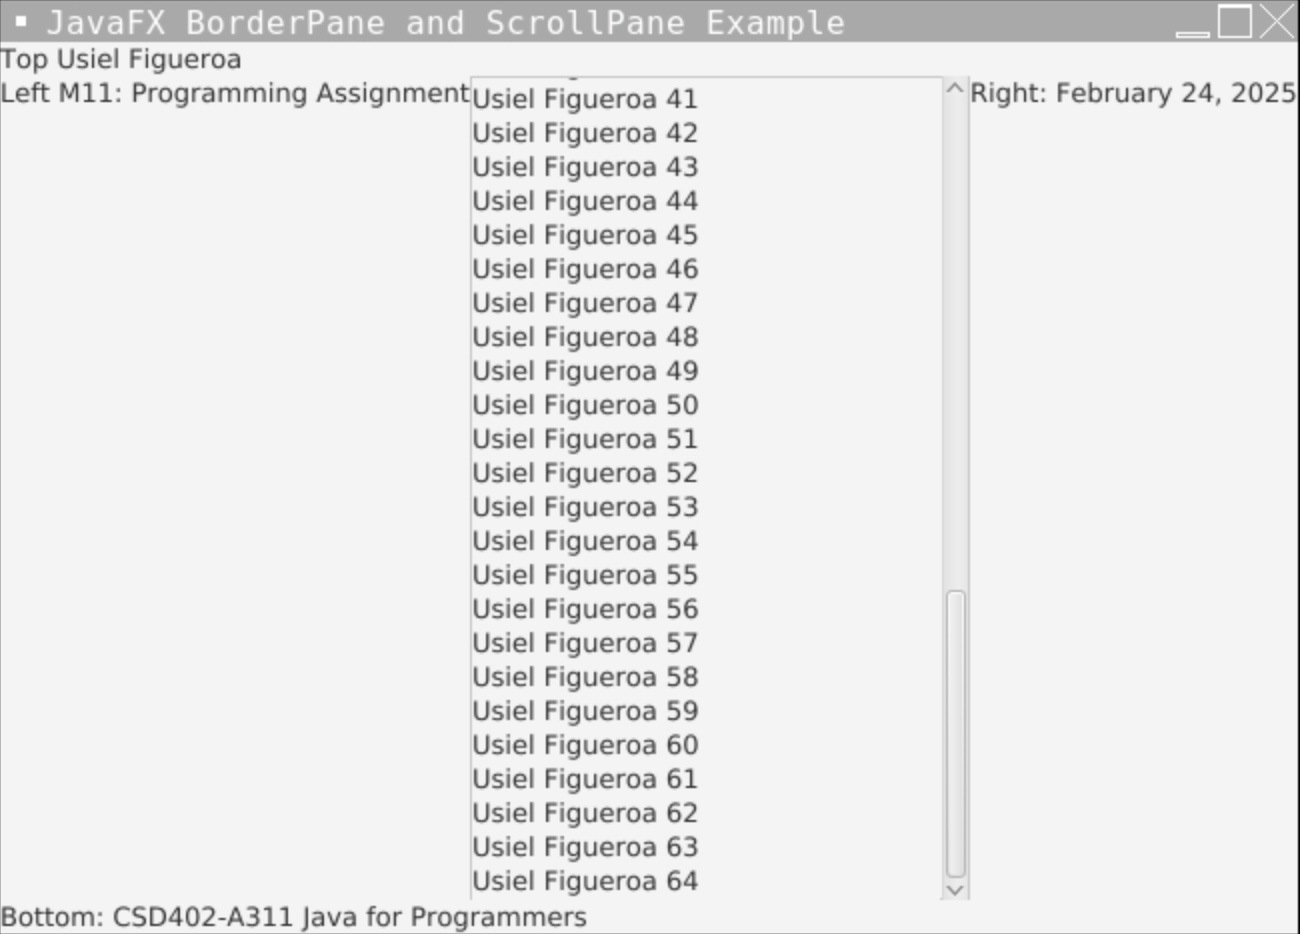 JavaFX BorderPane and ScrollPane Example
Top Usiel Figueroa
Left M11: Programming Assignment
Usiel Figueroa 41
Usiel Figueroa 42
Usiel Figueroa 43
Usiel Figueroa 44
Usiel Figueroa 45
Usiel Figueroa 46
Usiel Figueroa 47
Usiel Figueroa 48
Usiel Figueroa 49
Usiel Figueroa 50
Usiel Figueroa 51
Usiel Figueroa 52
Usiel Figueroa 53
Usiel Figueroa 54
Usiel Figueroa 55
Usiel Figueroa 56
Usiel Figueroa 57
Usiel Figueroa 58
Usiel Figueroa 59
Usiel Figueroa 60
Usiel Figueroa 61
Usiel Figueroa 62
Usiel Figueroa 63
Usiel Figueroa 64
Right: February 24, 2025
Bottom: CSD402-A311 Java for Programmers